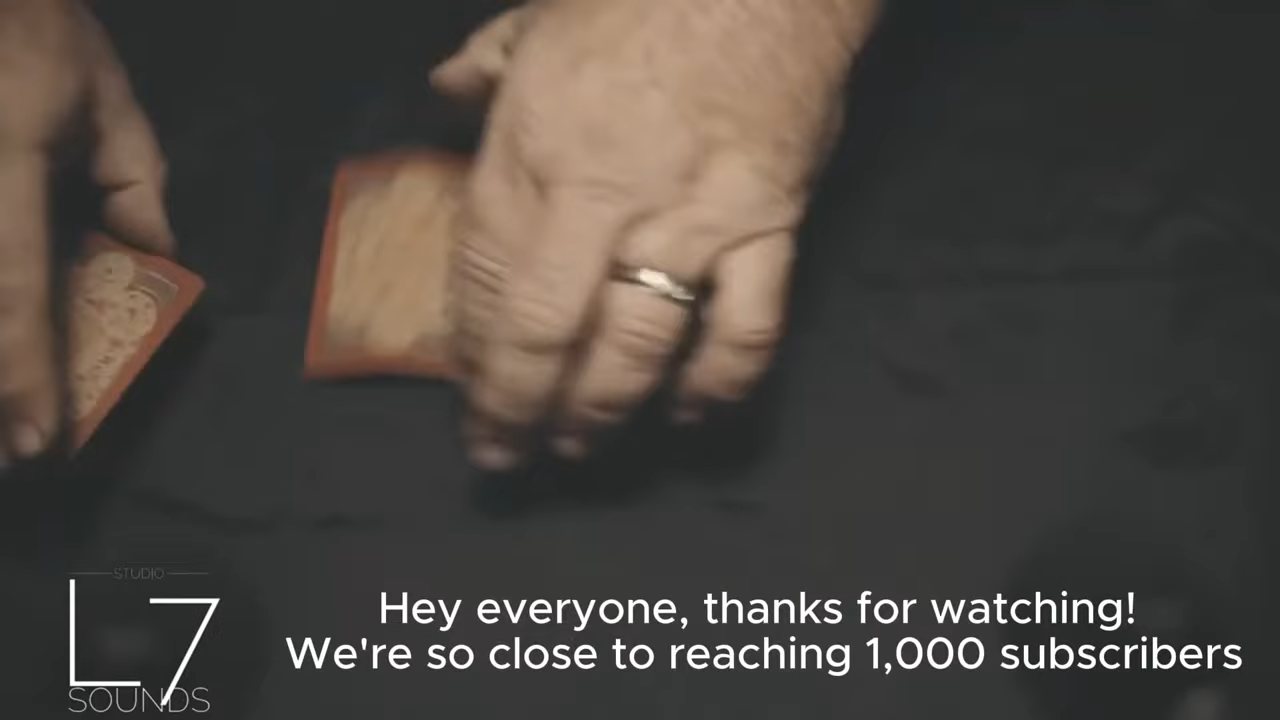 STUDIO
L7
SOUNDS
Hey everyone, thanks for watching!
We're so close to reaching 1,000 subscribers